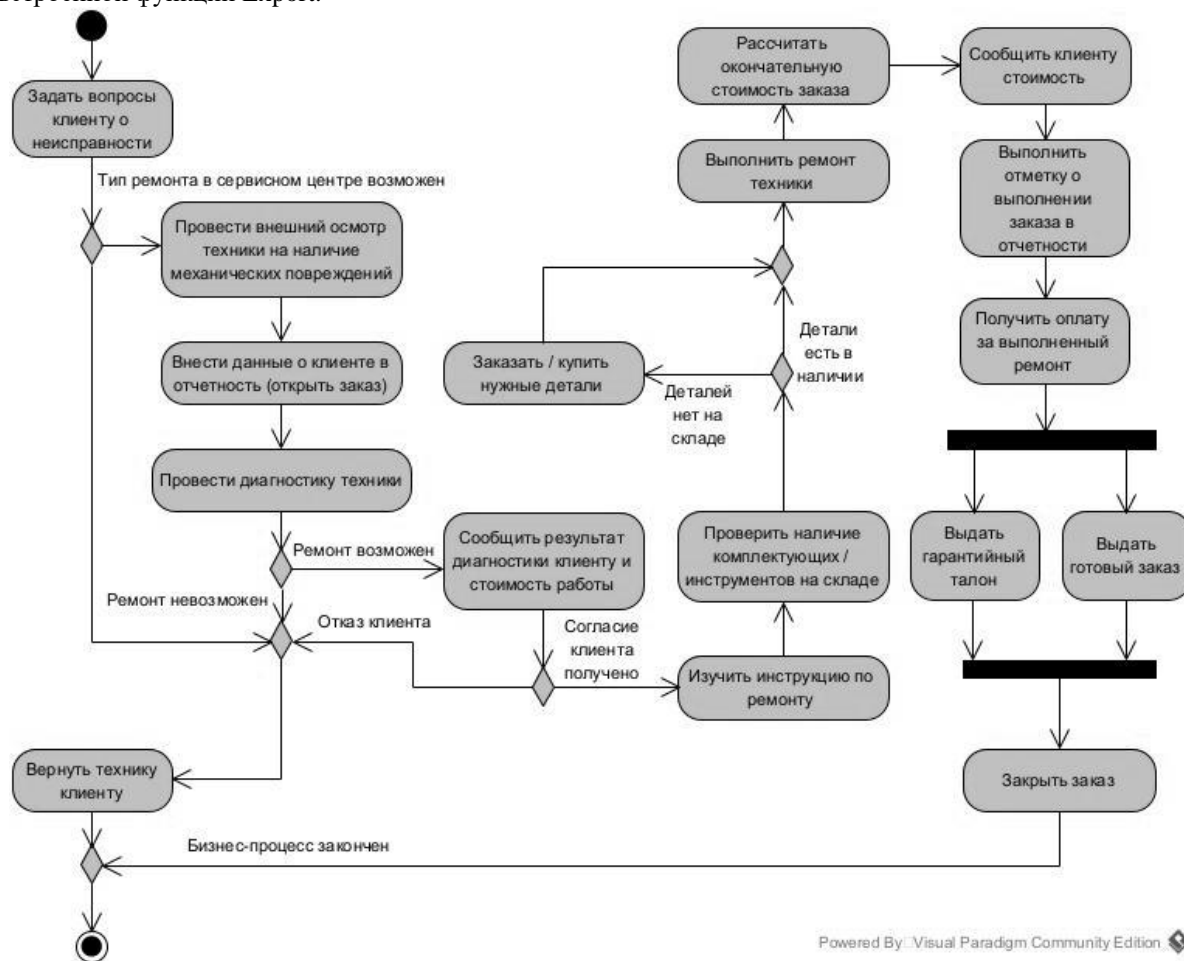 встроенной функции
Задать вопросы
клиенту о
неисправности
Тип ремонта в сервисном центре возможен
Провести внешний осмотр
техники на наличие
механических повреждений
Внести данные о клиенте в
отчетность (открыть заказ)
Провести диагностику техники
Ремонт возможен
Ремонт невозможен
Сообщить результат
диагностики клиенту и
стоимость работы
Отказ клиента
Согласие
клиента
получено
Изучить инструкцию по
ремонту
Проверить наличие
комплектующих /
инструментов на складе
Детали
есть в
наличии
Деталей
нет на
складе
Заказать / купить
нужные детали
Выполнить ремонт
техники
Рассчитать
окончательную
стоимость заказа
Сообщить клиенту
стоимость
Выполнить
отметку о
выполнении
заказа в
отчетности
Получить оплату
за выполненный
ремонт
Выдать
гарантийный
талон
Выдать
готовый заказ
Закрыть заказ
Вернуть технику
клиенту
Бизнес-процесс закончен
Powered By Visual Paradigm Community Edition